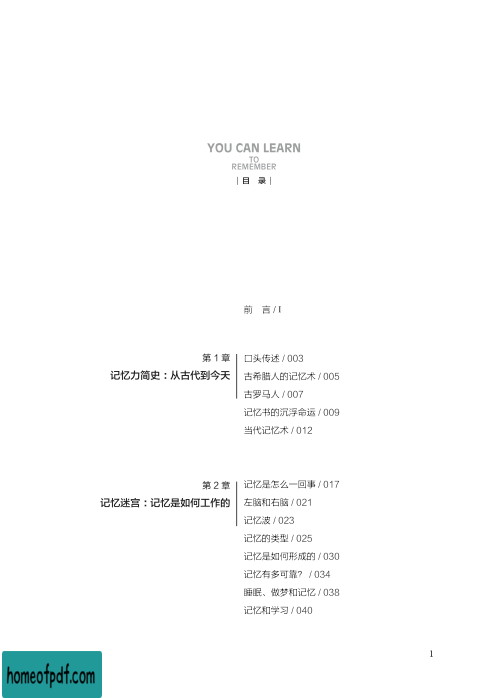 YOU CAN LEARN
TO
REMEMBER
| 目 录 |
前 言 / I
第 1 章
记忆力简史：从古代到今天
口头传述 / 003
古希腊人的记忆术 / 005
古罗马人 / 007
记忆书的沉浮命运 / 009
当代记忆术 / 012
第 2 章
记忆迷宫：记忆是如何工作的
记忆是怎么一回事 / 017
左脑和右脑 / 021
记忆波 / 023
记忆的类型 / 025
记忆是如何形成的 / 030
记忆有多可靠？ / 034
睡眠、做梦和记忆 / 038
记忆和学习 / 040
1
homeofpdf.com